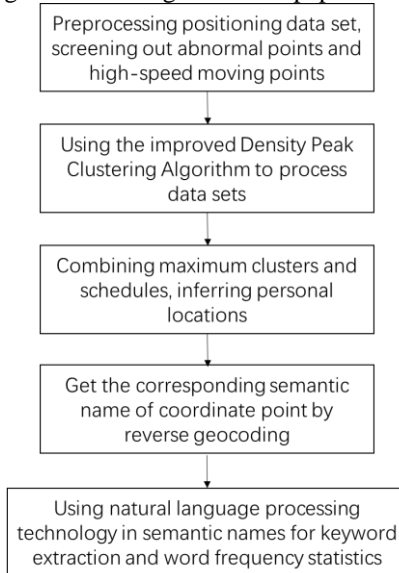 Preprocessing positioning data set,
screening out abnormal points and
high-speed moving points
Using the improved Density Peak
Clustering Algorithm to process
data sets
Combining maximum clusters and
schedules, inferring personal
locations
Get the corresponding semantic
name of coordinate point by
reverse geocoding
Using natural language processing
technology in semantic names for keyword
extraction and word frequency statistics